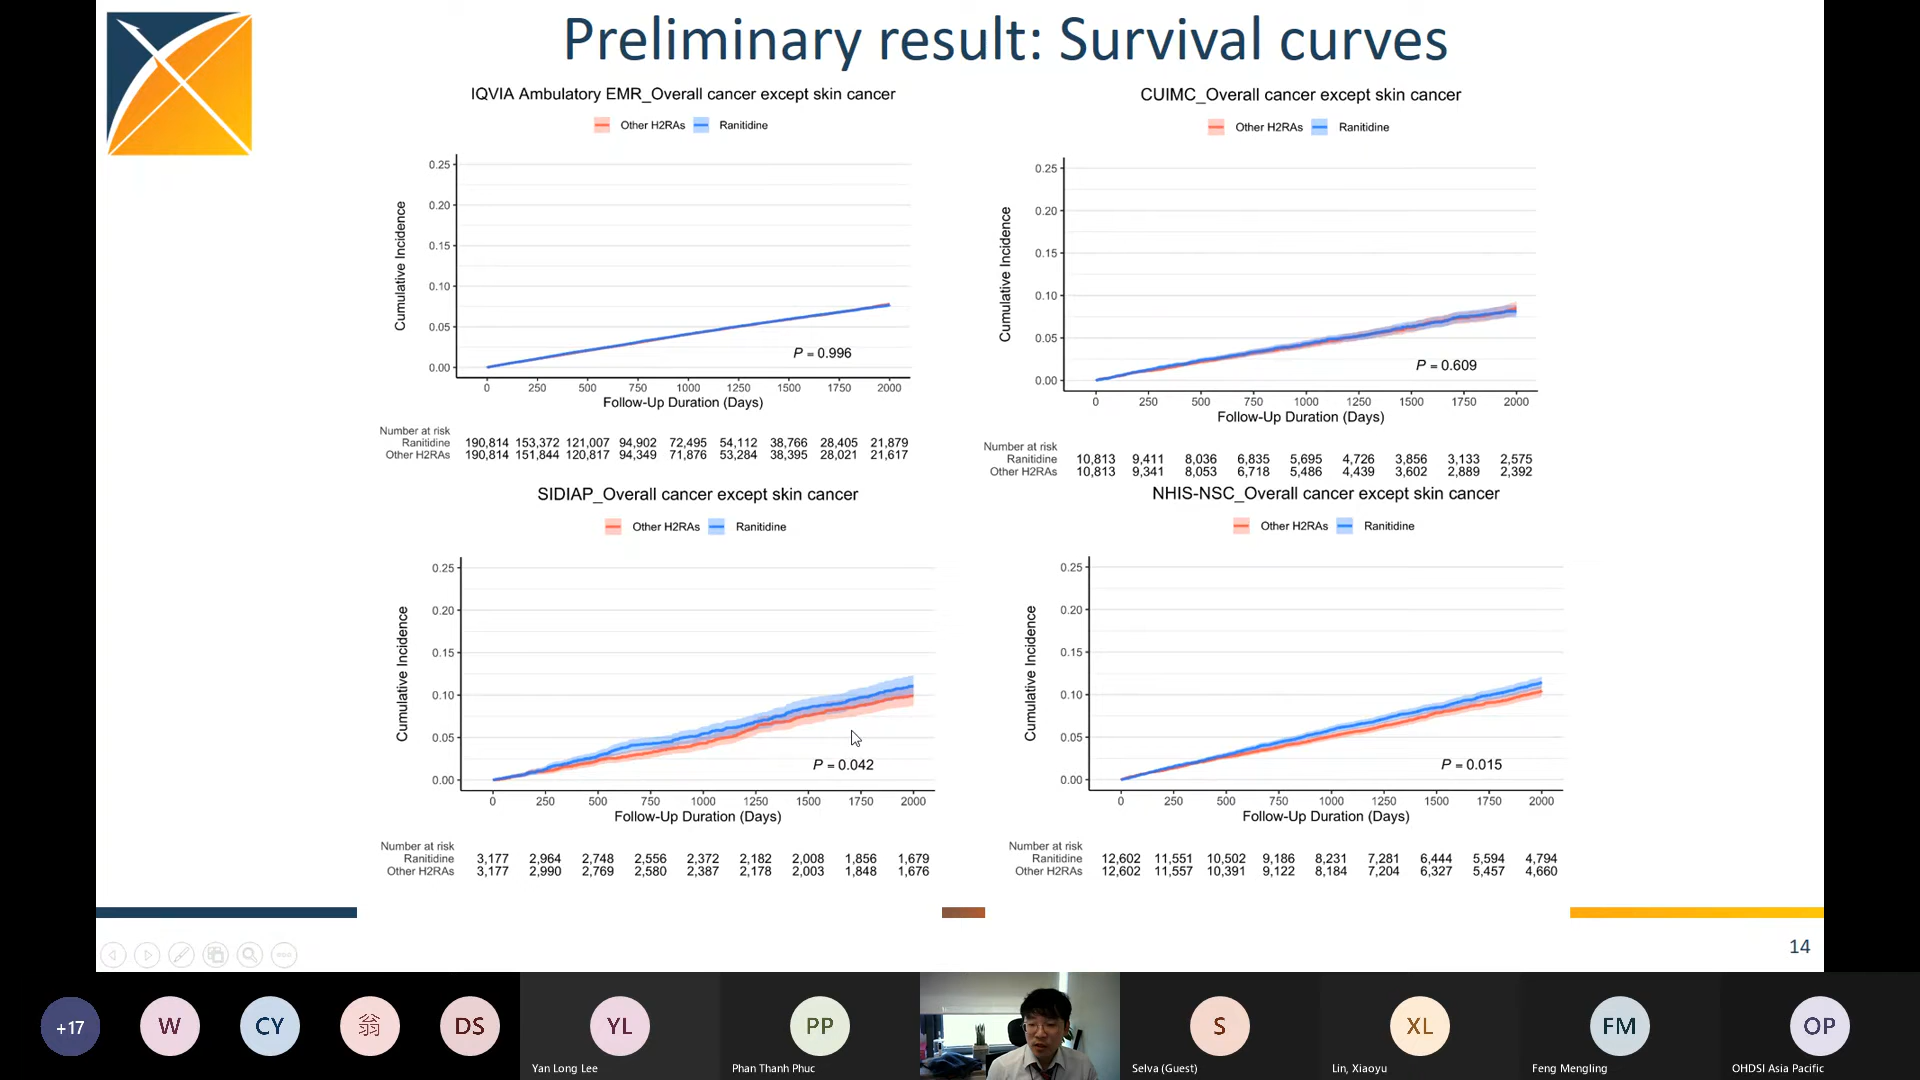 Preliminary result: Survival curves
IQVIA Ambulatory EMR_Overall cancer except skin cancer
Other H2RAs Ranitidine
0.25
0.20
0.15
0.10
0.05
0.00
Cumulative Incidence
P = 0.996
0 250 500 750 1000 1250 1500 1750 2000
Follow-Up Duration (Days)
Number at risk
Ranitidine 190,814 153,372 121,007 94,902 72,495 54,112 38,766 28,405 21,879
Other H2RAs 190,814 151,844 120,817 94,349 71,876 53,284 38,395 28,021 21,617
CUIMC_Overall cancer except skin cancer
Other H2RAs Ranitidine
0.25
0.20
0.15
0.10
0.05
0.00
Cumulative Incidence
P = 0.609
0 250 500 750 1000 1250 1500 1750 2000
Follow-Up Duration (Days)
Number at risk
Ranitidine 10,813 9,411 8,036 6,835 5,695 4,726 3,856 3,133 2,575
Other H2RAs 10,813 9,341 8,053 6,718 5,486 4,439 3,602 2,889 2,392
SIDIAP_Overall cancer except skin cancer
Other H2RAs Ranitidine
0.25
0.20
0.15
0.10
0.05
0.00
Cumulative Incidence
P = 0.042
0 250 500 750 1000 1250 1500 1750 2000
Follow-Up Duration (Days)
Number at risk
Ranitidine 3,177 2,964 2,748 2,556 2,372 2,182 2,008 1,856 1,679
Other H2RAs 3,177 2,990 2,769 2,580 2,387 2,178 2,003 1,848 1,676
NHIS-NSC_Overall cancer except skin cancer
Other H2RAs Ranitidine
0.25
0.20
0.15
0.10
0.05
0.00
Cumulative Incidence
P = 0.015
0 250 500 750 1000 1250 1500 1750 2000
Follow-Up Duration (Days)
Number at risk
Ranitidine 12,602 11,551 10,502 9,186 8,231 7,281 6,444 5,594 4,794
Other H2RAs 12,602 11,557 10,391 9,122 8,184 7,204 6,327 5,457 4,660
14
+17 W CY 翁 DS YL PP S XL FM OP
Yan Long Lee Phan Thanh Phuc Selva (Guest) Lin, Xiaoyu Feng Mengling OHDSI Asia Pacific